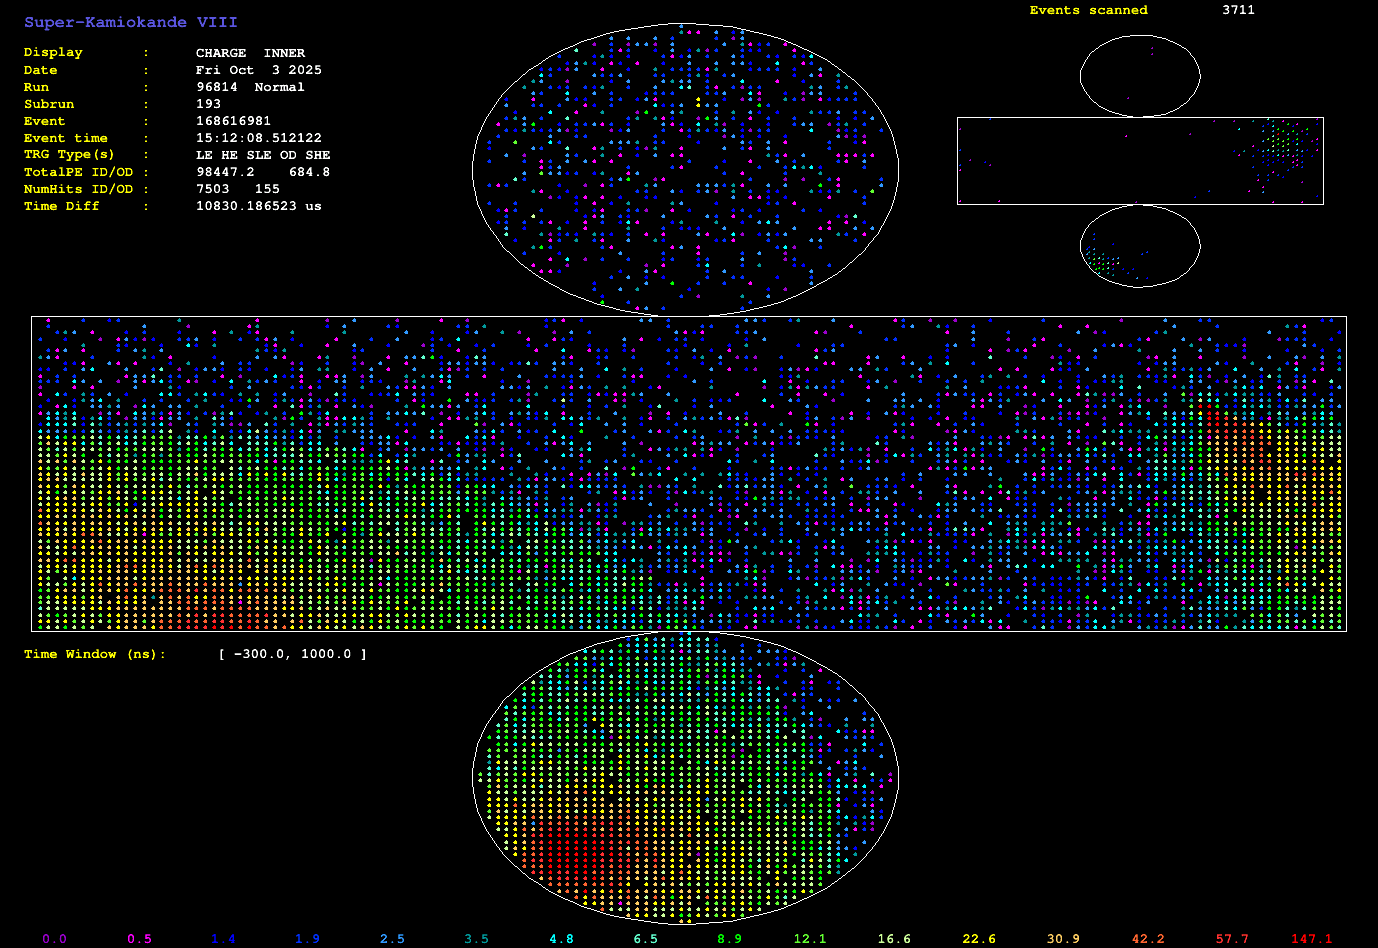 Super-Kamiokande VIII
Display : CHARGE INNER
Date : Fri Oct 3 2025
Run : 96814 Normal
Subrun : 193
Event : 168616981
Event time : 15:12:08.512122
TRG Type(s) : LE HE SLE OD SHE
TotalPE ID/OD : 98447.2 684.8
NumHits ID/OD : 7503 155
Time Diff : 10830.186523 us
Events scanned 3711
Time Window (ns): [ -300.0, 1000.0 ]
0.0 0.5 1.4 1.9 2.5 3.5 4.8 6.5 8.9 12.1 16.6 22.6 30.9 42.2 57.7 147.1